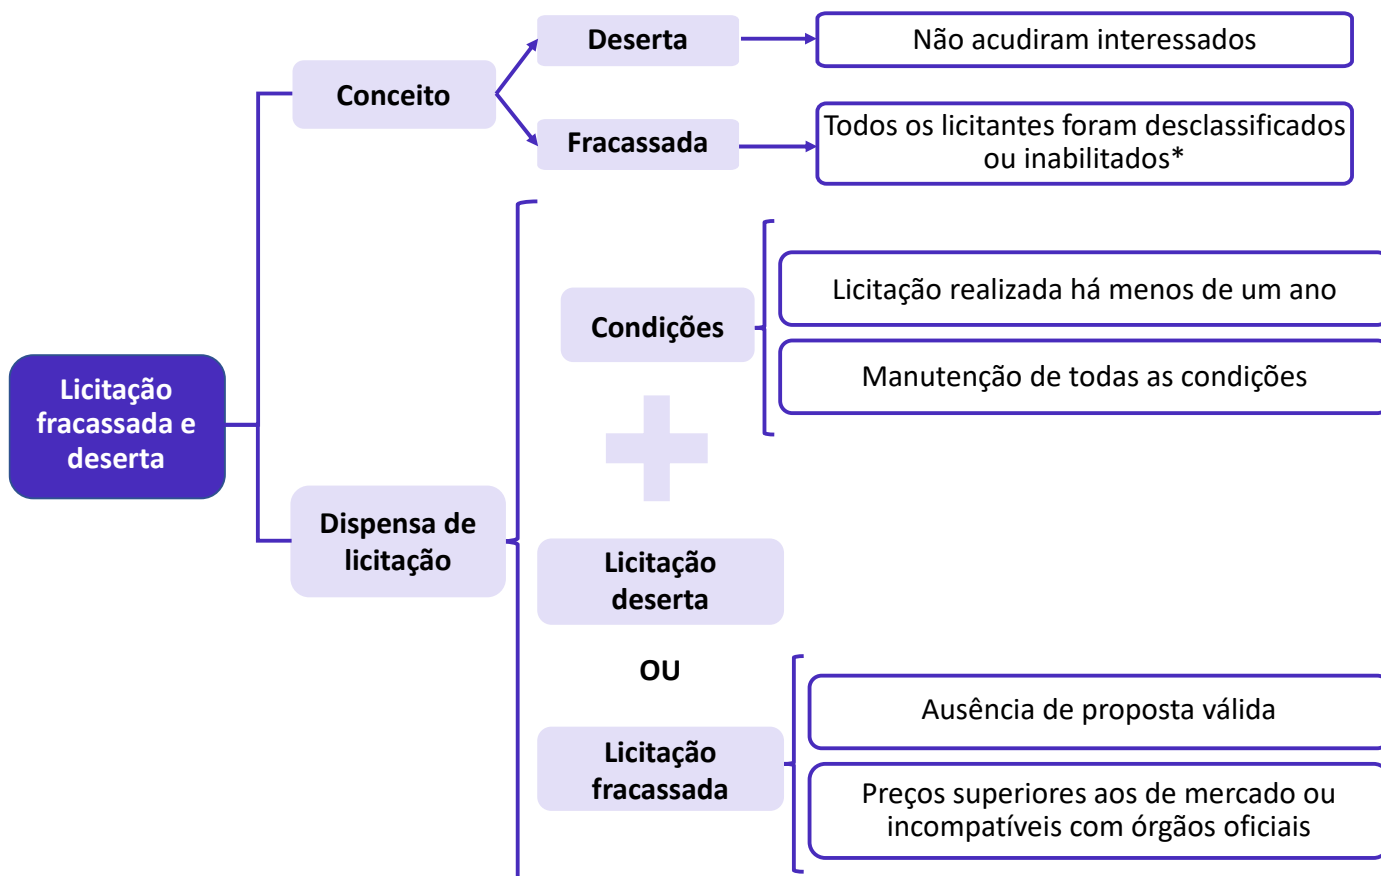 Licitação
fracassada e
deserta
Conceito
Deserta
Não acudiram interessados
Fracassada
Todos os licitantes foram desclassificados
ou inabilitados*
Dispensa de
licitação
Condições
Licitação realizada há menos de um ano
Manutenção de todas as condições
Licitação
deserta
OU
Licitação
fracassada
Ausência de proposta válida
Preços superiores aos de mercado ou
incompatíveis com órgãos oficiais